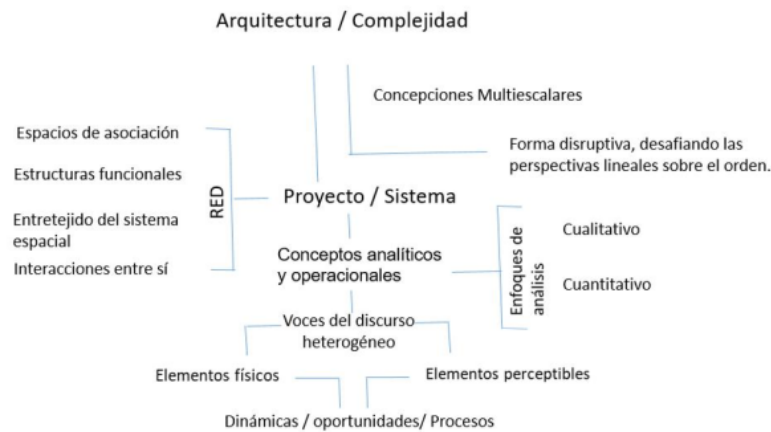 Arquitectura / Complejidad
Concepciones Multiescalares
Forma disruptiva, desafiando las
perspectivas lineales sobre el orden.
Espacios de asociación
Estructuras funcionales
Entretejido del sistema
espacial
Interacciones entre sí
RED
Proyecto / Sistema
Conceptos analíticos
y operacionales
Enfoques de
análisis
Cualitativo
Cuantitativo
Voces del discurso
heterogéneo
Elementos físicos
Elementos perceptibles
Dinámicas / oportunidades/ Procesos